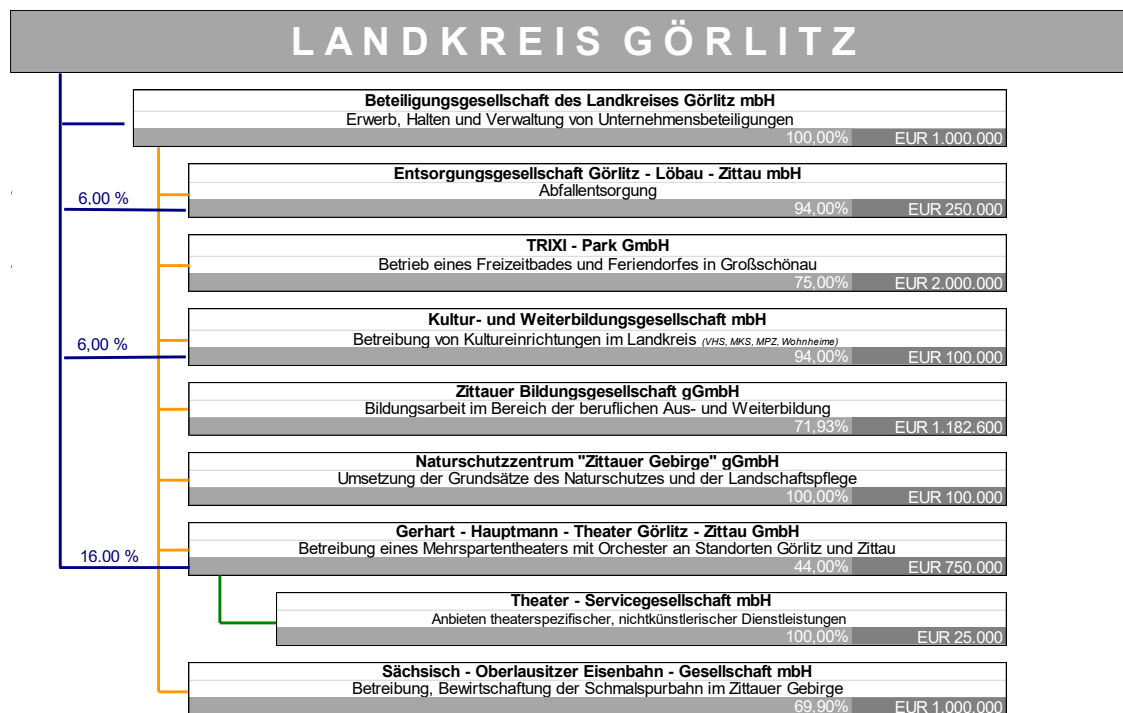 LANDKREIS GÖRLITZ
Beteiligungsgesellschaft des Landkreises Görlitz mbH
Erwerb, Halten und Verwaltung von Unternehmensbeteiligungen
100,00% EUR 1.000.000
Entsorgungsgesellschaft Görlitz - Löbau - Zittau mbH
Abfallentsorgung
6.00 %
94,00% EUR 250.000
TRIXI - Park GmbH
Betrieb eines Freizeitbades und Feriendorfes in Großschönau
75,00% EUR 2.000.000
Kultur- und Weiterbildungsgesellschaft mbH
Betreibung von Kultureinrichtungen im Landkreis (VHS, MKS, MPZ, Wohnheime)
6,00 %
94,00% EUR 100.000
Zittauer Bildungsgesellschaft gGmbH
Bildungsarbeit im Bereich der beruflichen Aus- und Weiterbildung
71,93% EUR 1.182.600
Naturschutzzentrum "Zittauer Gebirge" gGmbH
Umsetzung der Grundsätze des Naturschutzes und der Landschaftspflege
100,00% EUR 100.000
Gerhart - Hauptmann - Theater Görlitz - Zittau GmbH
Betreibung eines Mehrspartentheaters mit Orchester an Standorten Görlitz und Zittau
16.00 %
44,00% EUR 750.000
Theater - Servicegesellschaft mbH
Anbieten theaterspezifischer, nichtkünstlerischer Dienstleistungen
100,00% EUR 25.000
Sächsisch - Oberlausitzer Eisenbahn - Gesellschaft mbH
Betreibung, Bewirtschaftung der Schmalspurbahn im Zittauer Gebirge
69,90% EUR 1.000.000